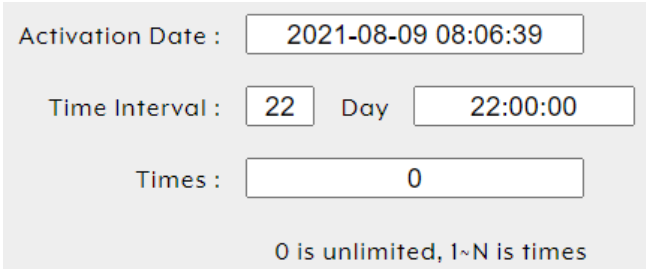 Activation Date : 2021-08-09 08:06:39
Time Interval : 22 Day 22:00:00
Times : 0
0 is unlimited, 1~N is times